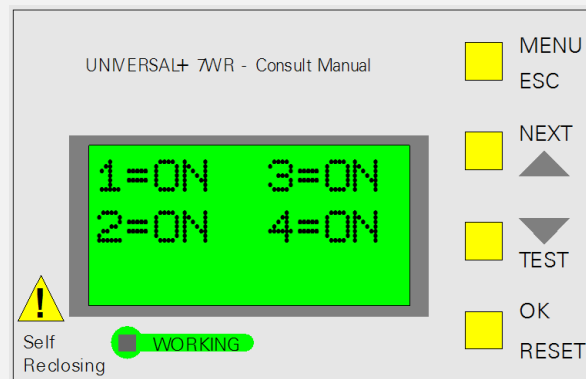 UNIVERSAL+ 7WR - Consult Manual
1=ON 3=ON
2=ON 4=ON
!
Self
Reclosing
WORKING
MENU
ESC
NEXT
TEST
OK
RESET